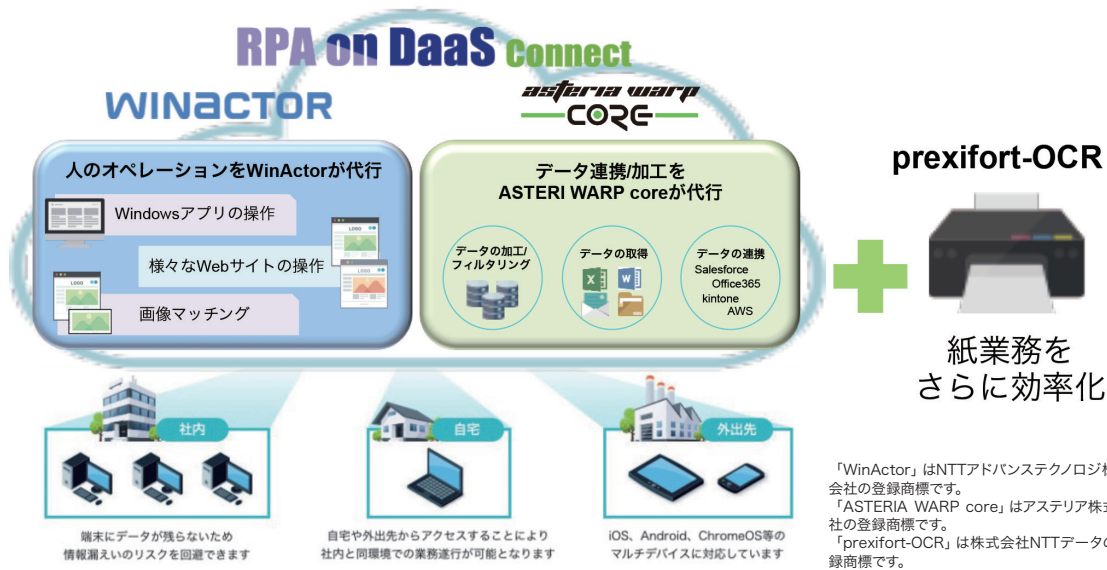 RPA on DaaS Connect
WINACTOR
asteria warp
CORE
人のオペレーションをWinActorが代行
Windowsアプリの操作
様々なWebサイトの操作
画像マッチング
LOGO
LOGO
LOGO
データ連携/加工を
ASTERI WARP coreが代行
データの加工/
フィルタリング
データの取得
データの連携
Salesforce
Office365
kintone
AWS
prexifort-OCR
紙業務を
さらに効率化
社内
端末にデータが残らないため
情報漏えいのリスクを回避できます
自宅
自宅や外出先からアクセスすることにより
社内と同環境での業務遂行が可能となります
外出先
iOS、Android、ChromeOS等の
マルチデバイスに対応しています
「WinActor」はNTTアドバンステクノロジ株
会社の登録商標です。
「ASTERIA WARP core」はアステリア株式
社の登録商標です。
「prexifort-OCR」は株式会社NTTデータの
録商標です。